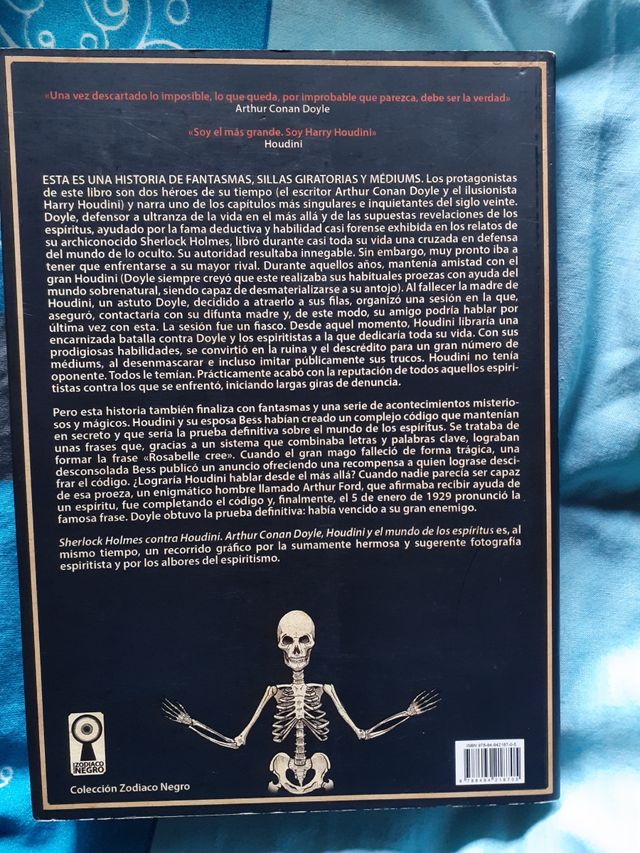 «Una vez descartado lo imposible, lo que queda, por improbable que parezca, debe ser la verdad»
Arthur Conan Doyle
«Soy el más grande. Soy Harry Houdini»
Houdini
ESTA ES UNA HISTORIA DE FANTASMAS, SILLAS GIRATORIAS Y MÉDIUMS. Los protagonistas
de este libro son dos héroes de su tiempo (el escritor Arthur Conan Doyle y el ilusionista
Harry Houdini) y narra uno de los capítulos más singulares e inquietantes del siglo veinte.
Doyle, defensor a ultranza de la vida en el más allá y de las supuestas revelaciones de los
espíritus, ayudado por la fama deductiva y habilidad casi forense exhibida en los relatos de
su archiconocido Sherlock Holmes, libró durante casi toda su vida una cruzada en defensa
del mundo de lo oculto. Su autoridad resultaba innegable. Sin embargo, muy pronto iba a
tener que enfrentarse a su mayor rival. Durante aquellos años, mantenía amistad con el
gran Houdini (Doyle siempre creyó que este realizaba sus habituales proezas con ayuda del
mundo sobrenatural, siendo capaz de desmaterializarse a su antojo). Al fallecer la madre de
Houdini, un astuto Doyle, decidido a atraerlo a sus filas, organizó una sesión en la que,
aseguró, contactaría con su difunta madre y, de este modo, su amigo podría hablar por
última vez con esta. La sesión fue un fiasco. Desde aquel momento, Houdini libraría una
encarnizada batalla contra Doyle y los espiritistas a la que dedicaría toda su vida. Con sus
prodigiosas habilidades, se convirtió en la ruina y el descrédito para un gran número de
médiums, al desenmascarar e incluso imitar públicamente sus trucos. Houdini no tenía
oponente. Todos le temían. Prácticamente acabó con la reputación de todos aquellos espiri-
tistas contra los que se enfrentó, iniciando largas giras de denuncia.
Pero esta historia también finaliza con fantasmas y una serie de acontecimientos misterio-
sos y mágicos. Houdini y su esposa Bess habían creado un complejo código que mantenían
en secreto y que sería la prueba definitiva sobre el mundo de los espíritus. Se trataba de
unas frases que, gracias a un sistema que combinaba letras y palabras clave, lograban
formar la frase «Rosabelle cree». Cuando el gran mago falleció de forma trágica, una
desconsolada Bess publicó un anuncio ofreciendo una recompensa a quien lograse desci-
frar el código. ¿Lograría Houdini hablar desde el más allá? Cuando nadie parecía ser capaz
de esa proeza, un enigmático hombre llamado Arthur Ford, que afirmaba recibir ayuda de
un espíritu, fue completando el código y, finalmente, el 5 de enero de 1929 pronunció la
famosa frase. Doyle obtuvo la prueba definitiva: había vencido a su gran enemigo.
Sherlock Holmes contra Houdini. Arthur Conan Doyle, Houdini y el mundo de los espíritus es, al
mismo tiempo, un recorrido gráfico por la sumamente hermosa y sugerente fotografía
espiritista y por los albores del espiritismo.
ZODIACO
NEGRO
Colección Zodiaco Negro
ISBN 978-84-942187-0-5